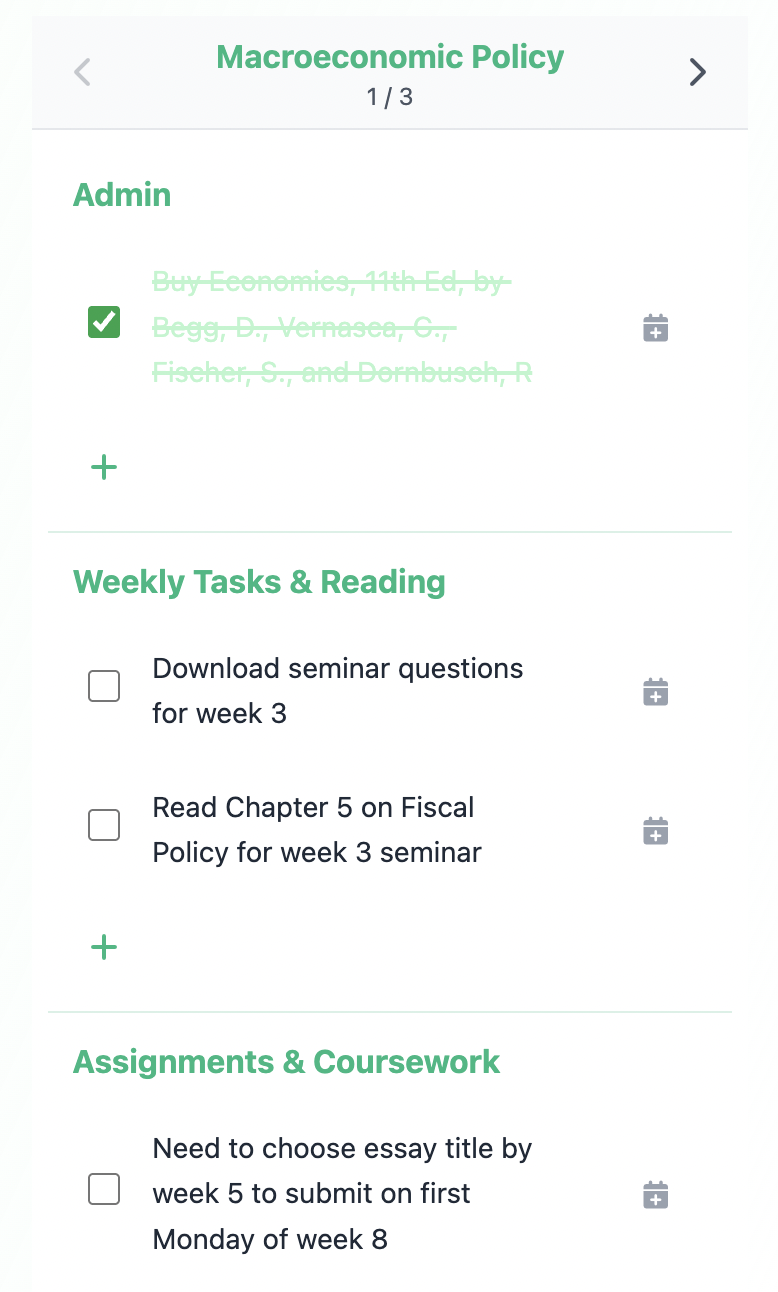 Macroeconomic Policy
1 / 3
Admin
Buy Economics, 11th Ed, by
Begg, D., Vernasca, G.,
Fischer, S., and Dornbusch, R
Weekly Tasks & Reading
Download seminar questions
for week 3
Read Chapter 5 on Fiscal
Policy for week 3 seminar
Assignments & Coursework
Need to choose essay title by
week 5 to submit on first
Monday of week 8